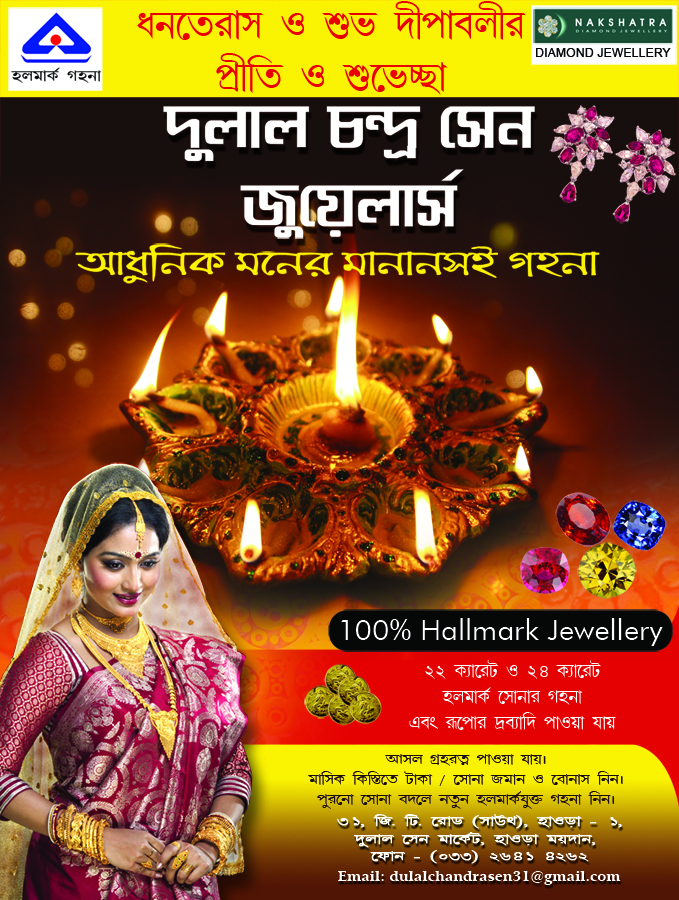 ধনতেরাস ও শুভ দীপাবলীর
প্রীতি ও শুভেচ্ছা
হলমার্ক গহনা
NAKSHATRA
DIAMOND JEWELLERY
DIAMOND JEWELLERY
দুলাল চন্দ্র সেন
জুয়েলার্স
আধুনিক মনের মানানসই গহনা
100% Hallmark Jewellery
২২ ক্যারেট ও ২৪ ক্যারেট
হলমার্ক সোনার গহনা
এবং রূপোর দ্রব্যাদি পাওয়া যায়
আসল গ্রহরত্ন পাওয়া যায়।
মাসিক কিস্তিতে টাকা / সোনা জমান ও বোনাস নিন।
পুরনো সোনা বদলে নতুন হলমার্কযুক্ত গহনা নিন।
৩১, জি. টি. রোড (সাউথ), হাওড়া - ১,
দুলাল সেন মার্কেট, হাওড়া ময়দান,
ফোন - (০৩৩) ২৬৪১ ৪২৬২
Email: dulalchandrasen31@gmail.com